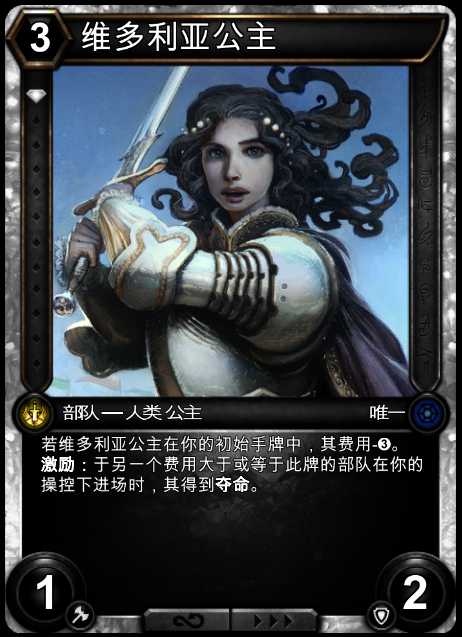 3 维多利亚公主
部队 — 人类 公主 唯一
若维多利亚公主在你的初始手牌中，其费用-❸。
激励：于另一个费用大于或等于此牌的部队在你的
操控下进场时，其得到夺命。
1 2